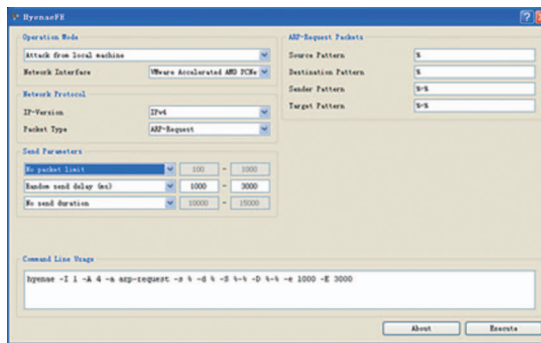 HyenaeFE
Operation Mode
Attack from local machine
Network Interface
VMware Accelerated AMD PCNe
Network Protocol
IP-Version
IPv4
Packet Type
ARP-Request
Send Parameters
No packet limit
100 - 1000
Random send delay (ms)
1000 - 3000
No send duration
10000 - 15000
ARP-Request Packets
Source Pattern
%
Destination Pattern
%
Sender Pattern
%-%
Target Pattern
%-%
Command Line Usage
hyenae -I 1 -A 4 -a arp-request -s % -d % -S %-% -D %-% -e 1000 -E 3000
About
Execute